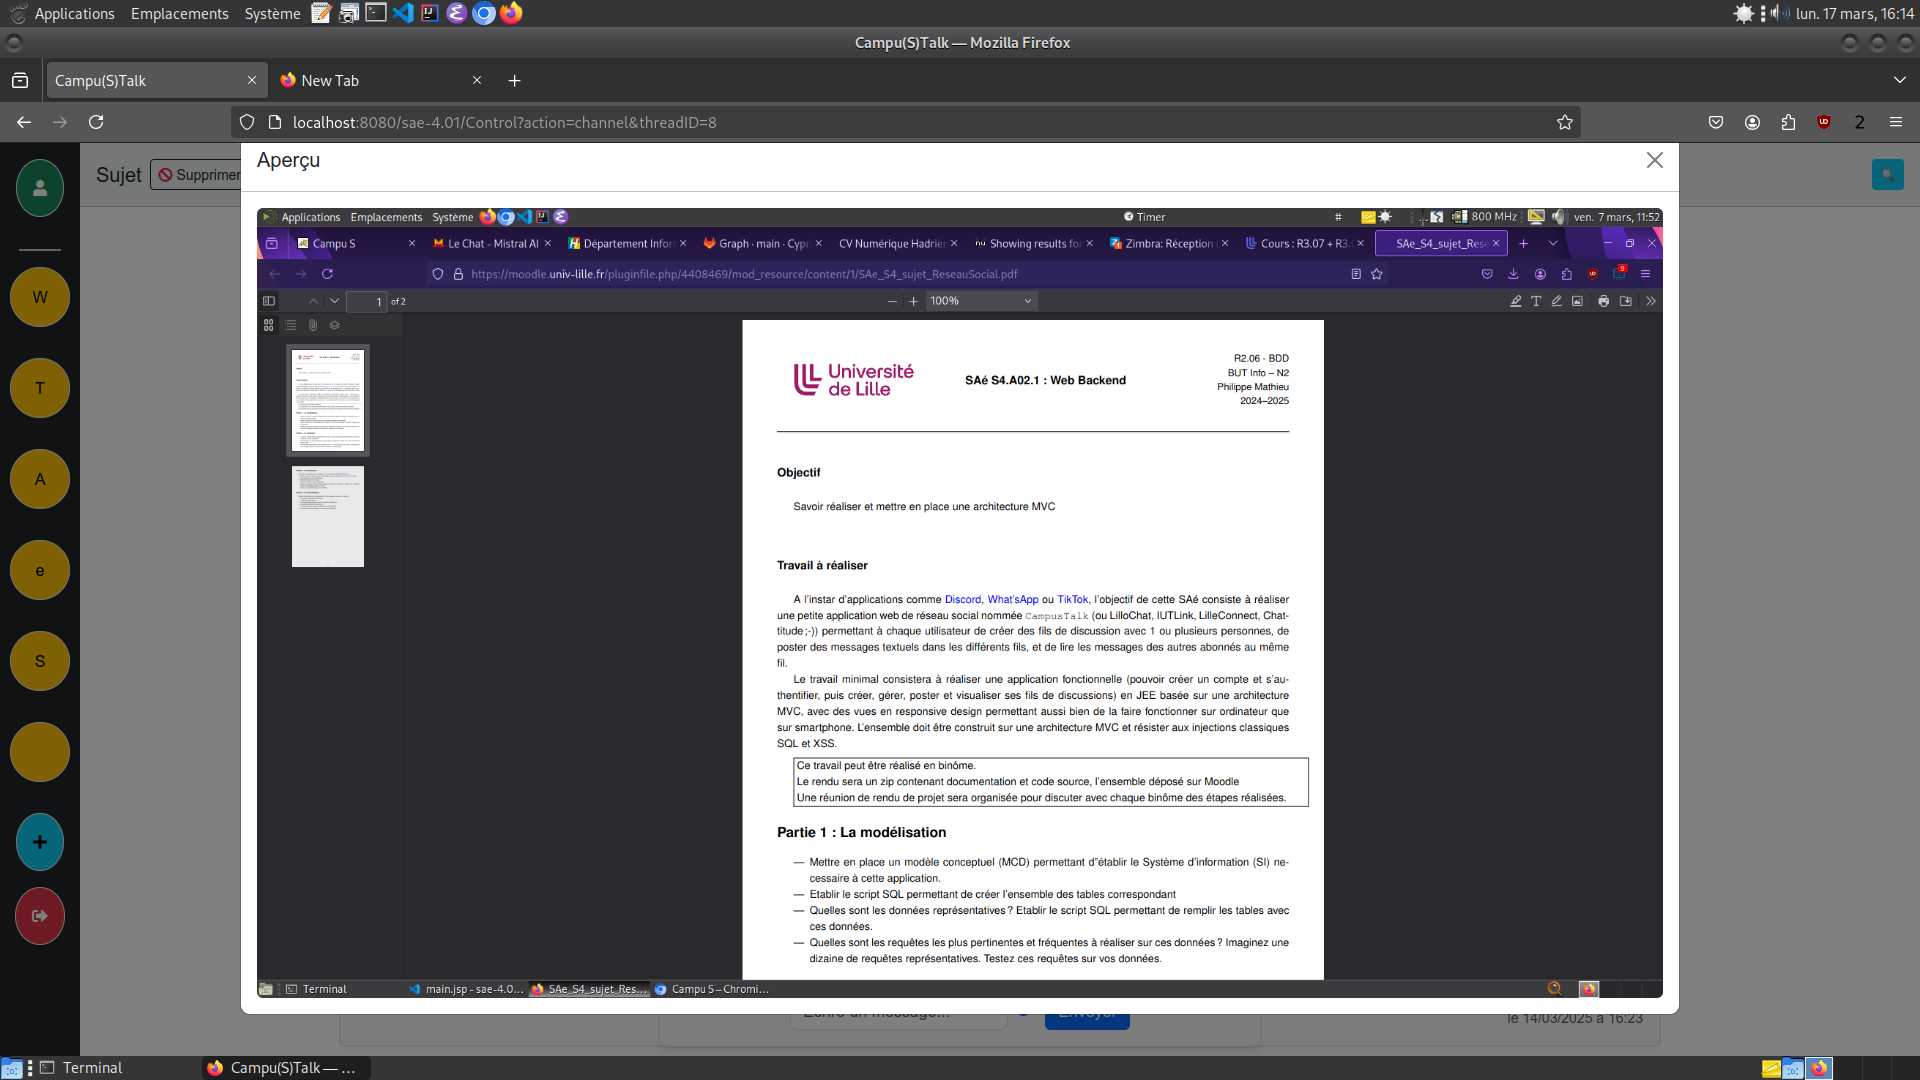 Applications Emplacements Système lun. 17 mars, 16:14
Campu(S)Talk — Mozilla Firefox
Campu(S)Talk New Tab
localhost:8080/sae-4.01/Control?action=channel&threadID=8 2
Sujet Supprimer
Aperçu
W
T
A
e
S
Applications Emplacements Système Timer # 800 MHz ven. 7 mars, 11:52
Campu S Le Chat - Mistral AI Département Infor Graph · main · Cypr CV Numérique Hadrien Showing results for Zimbra: Réception ( Cours : R3.07 + R3. SAe_S4_sujet_Rese
https://moodle.univ-lille.fr/pluginfile.php/4408469/mod_resource/content/1/SAe_S4_sujet_ReseauSocial.pdf 9
1 of 2 100%
Université
de Lille
SAé S4.A02.1 : Web Backend
R2.06 - BDD
BUT Info – N2
Philippe Mathieu
2024–2025
Objectif
Savoir réaliser et mettre en place une architecture MVC
Travail à réaliser
A l'instar d'applications comme Discord, What'sApp ou TikTok, l'objectif de cette SAé consiste à réaliser
une petite application web de réseau social nommée CampusTalk (ou LilloChat, IUTLink, LilleConnect, Chat-
titude ;-)) permettant à chaque utilisateur de créer des fils de discussion avec 1 ou plusieurs personnes, de
poster des messages textuels dans les différents fils, et de lire les messages des autres abonnés au même
fil.
Le travail minimal consistera à réaliser une application fonctionnelle (pouvoir créer un compte et s'au-
thentifier, puis créer, gérer, poster et visualiser ses fils de discussions) en JEE basée sur une architecture
MVC, avec des vues en responsive design permettant aussi bien de la faire fonctionner sur ordinateur que
sur smartphone. L'ensemble doit être construit sur une architecture MVC et résister aux injections classiques
SQL et XSS.
Ce travail peut être réalisé en binôme.
Le rendu sera un zip contenant documentation et code source, l'ensemble déposé sur Moodle
Une réunion de rendu de projet sera organisée pour discuter avec chaque binôme des étapes réalisées.
Partie 1 : La modélisation
— Mettre en place un modèle conceptuel (MCD) permettant d"établir le Système d'information (SI) ne-
cessaire à cette application.
— Etablir le script SQL permettant de créer l'ensemble des tables correspondant
— Quelles sont les données représentatives ? Etablir le script SQL permettant de remplir les tables avec
ces données.
— Quelles sont les requêtes les plus pertinentes et fréquentes à réaliser sur ces données ? Imaginez une
dizaine de requêtes représentatives. Testez ces requêtes sur vos données.
Terminal main.jsp - sae-4.0... SAe_S4_sujet_Res... Campu S – Chromi...
Ecrire un message... Envoyer le 14/03/2025 à 16:23
Terminal Campu(S)Talk — ...